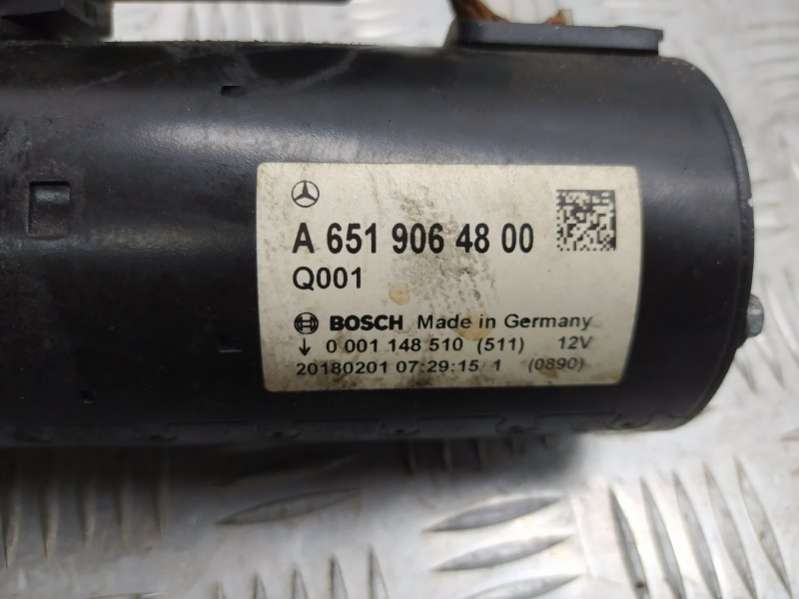 A 651 906 48 00
Q001
BOSCH Made in Germany
0 001 148 510 (511) 12V
20180201 07:29:15 1 (0890)